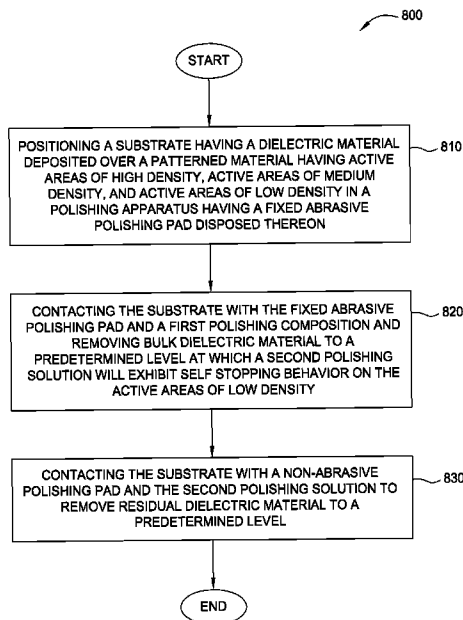 800
START
POSITIONING A SUBSTRATE HAVING A DIELECTRIC MATERIAL
DEPOSITED OVER A PATTERNED MATERIAL HAVING ACTIVE
AREAS OF HIGH DENSITY, ACTIVE AREAS OF MEDIUM
DENSITY, AND ACTIVE AREAS OF LOW DENSITY IN A
POLISHING APPARATUS HAVING A FIXED ABRASIVE
POLISHING PAD DISPOSED THEREON
810
CONTACTING THE SUBSTRATE WITH THE FIXED ABRASIVE
POLISHING PAD AND A FIRST POLISHING COMPOSITION AND
REMOVING BULK DIELECTRIC MATERIAL TO A
PREDETERMINED LEVEL AT WHICH A SECOND POLISHING
SOLUTION WILL EXHIBIT SELF STOPPING BEHAVIOR ON THE
ACTIVE AREAS OF LOW DENSITY
820
CONTACTING THE SUBSTRATE WITH A NON-ABRASIVE
POLISHING PAD AND THE SECOND POLISHING SOLUTION TO
REMOVE RESIDUAL DIELECTRIC MATERIAL TO A
PREDETERMINED LEVEL
830
END